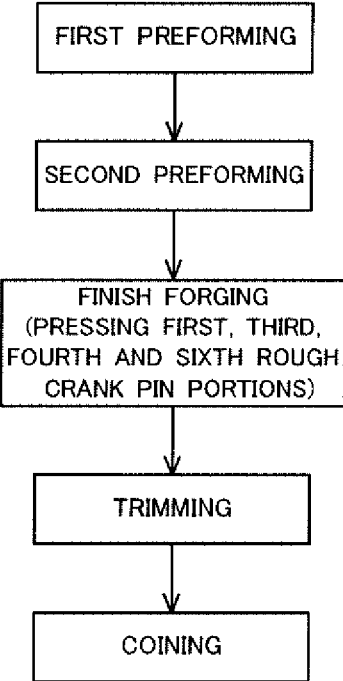 FIRST PREFORMING
SECOND PREFORMING
FINISH FORGING
(PRESSING FIRST, THIRD,
FOURTH AND SIXTH ROUGH
CRANK PIN PORTIONS)
TRIMMING
COINING